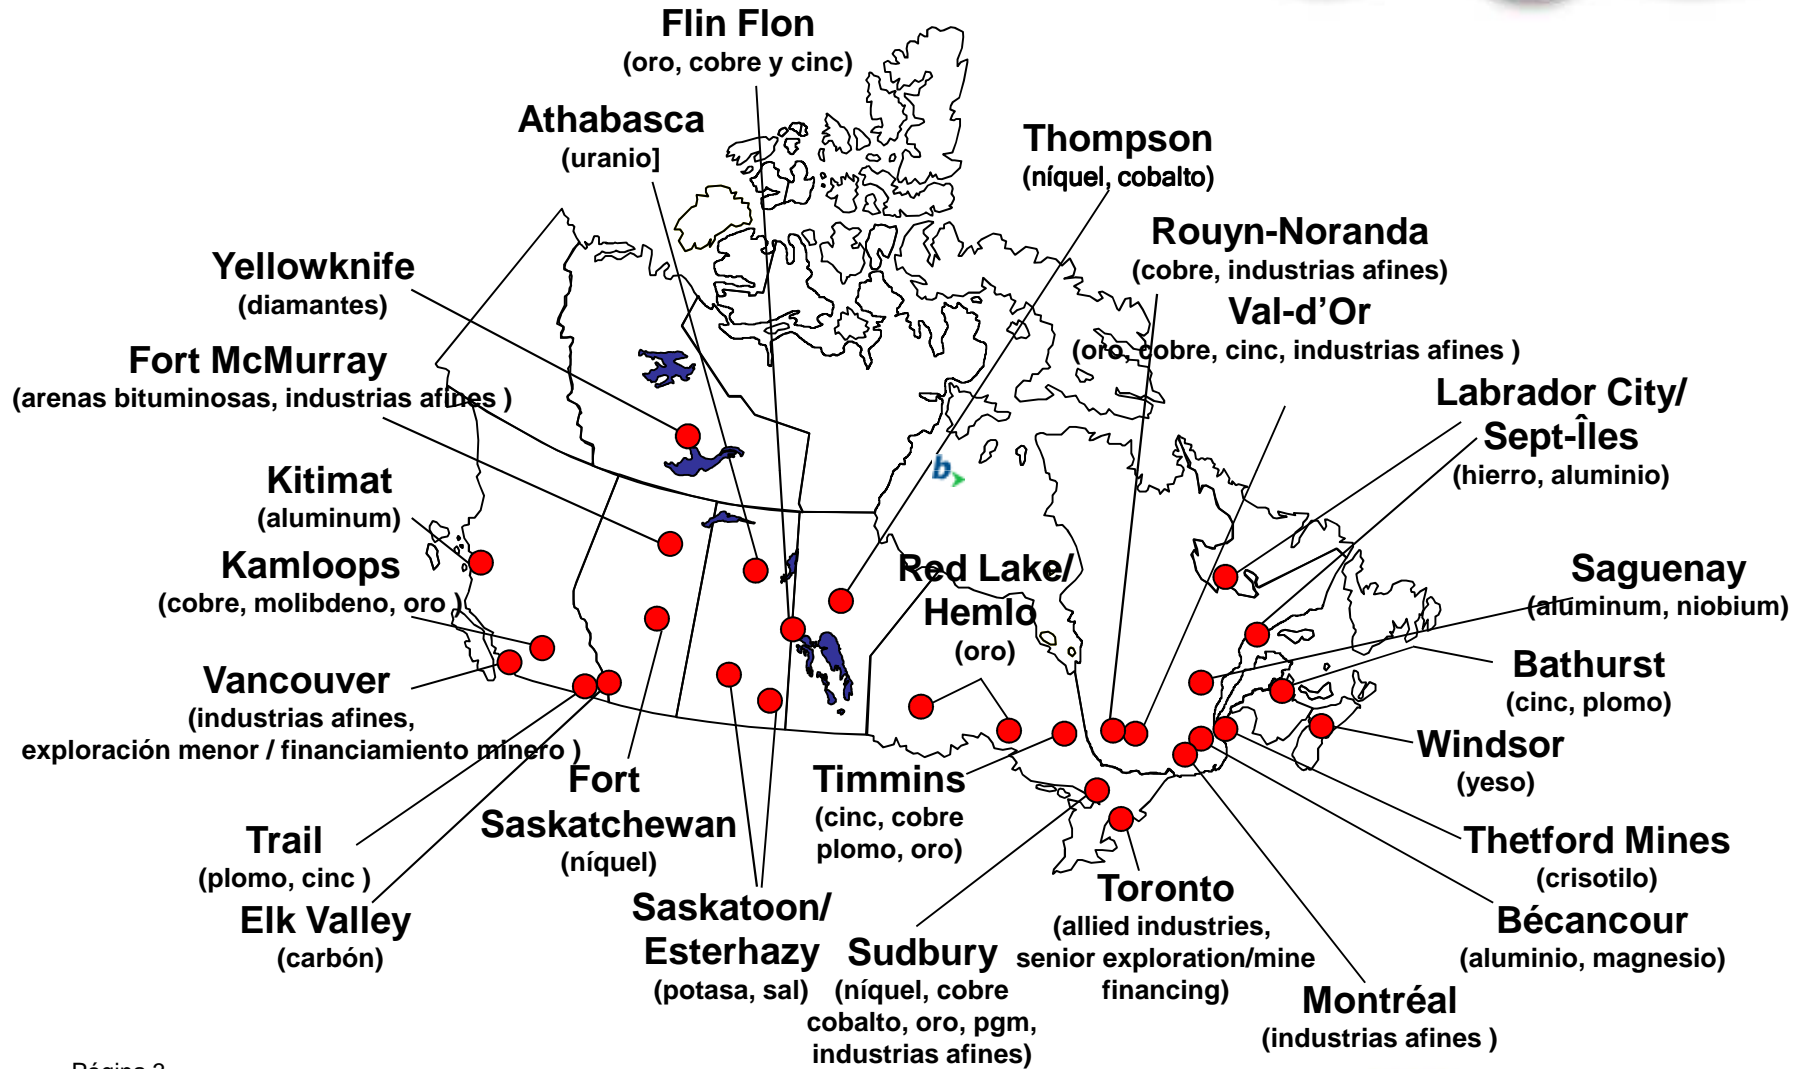 Flin Flon
(oro, cobre y cinc)
Athabasca
(uranio]
Thompson
(níquel, cobalto)
Rouyn-Noranda
(cobre, industrias afines)
Val-d’Or
(oro, cobre, cinc, industrias afines )
Yellowknife
(diamantes)
Fort McMurray
(arenas bituminosas, industrias afines )
Labrador City/
Sept-Îles
(hierro, aluminio)
Kitimat
(aluminum)
Kamloops
(cobre, molibdeno, oro )
b
Red Lake/
Hemlo
(oro)
Saguenay
(aluminum, niobium)
Bathurst
(cinc, plomo)
Vancouver
(industrias afines,
exploración menor / financiamiento minero )
Windsor
(yeso)
Fort
Saskatchewan
(níquel)
Timmins
(cinc, cobre
plomo, oro)
Trail
(plomo, cinc )
Elk Valley
(carbón)
Thetford Mines
(crisotilo)
Saskatoon/
Esterhazy
(potasa, sal)
Sudbury
(níquel, cobre
cobalto, oro, pgm,
industrias afines)
Toronto
(allied industries,
senior exploration/mine
financing)
Bécancour
(aluminio, magnesio)
Montréal
(industrias afines )
Página 2